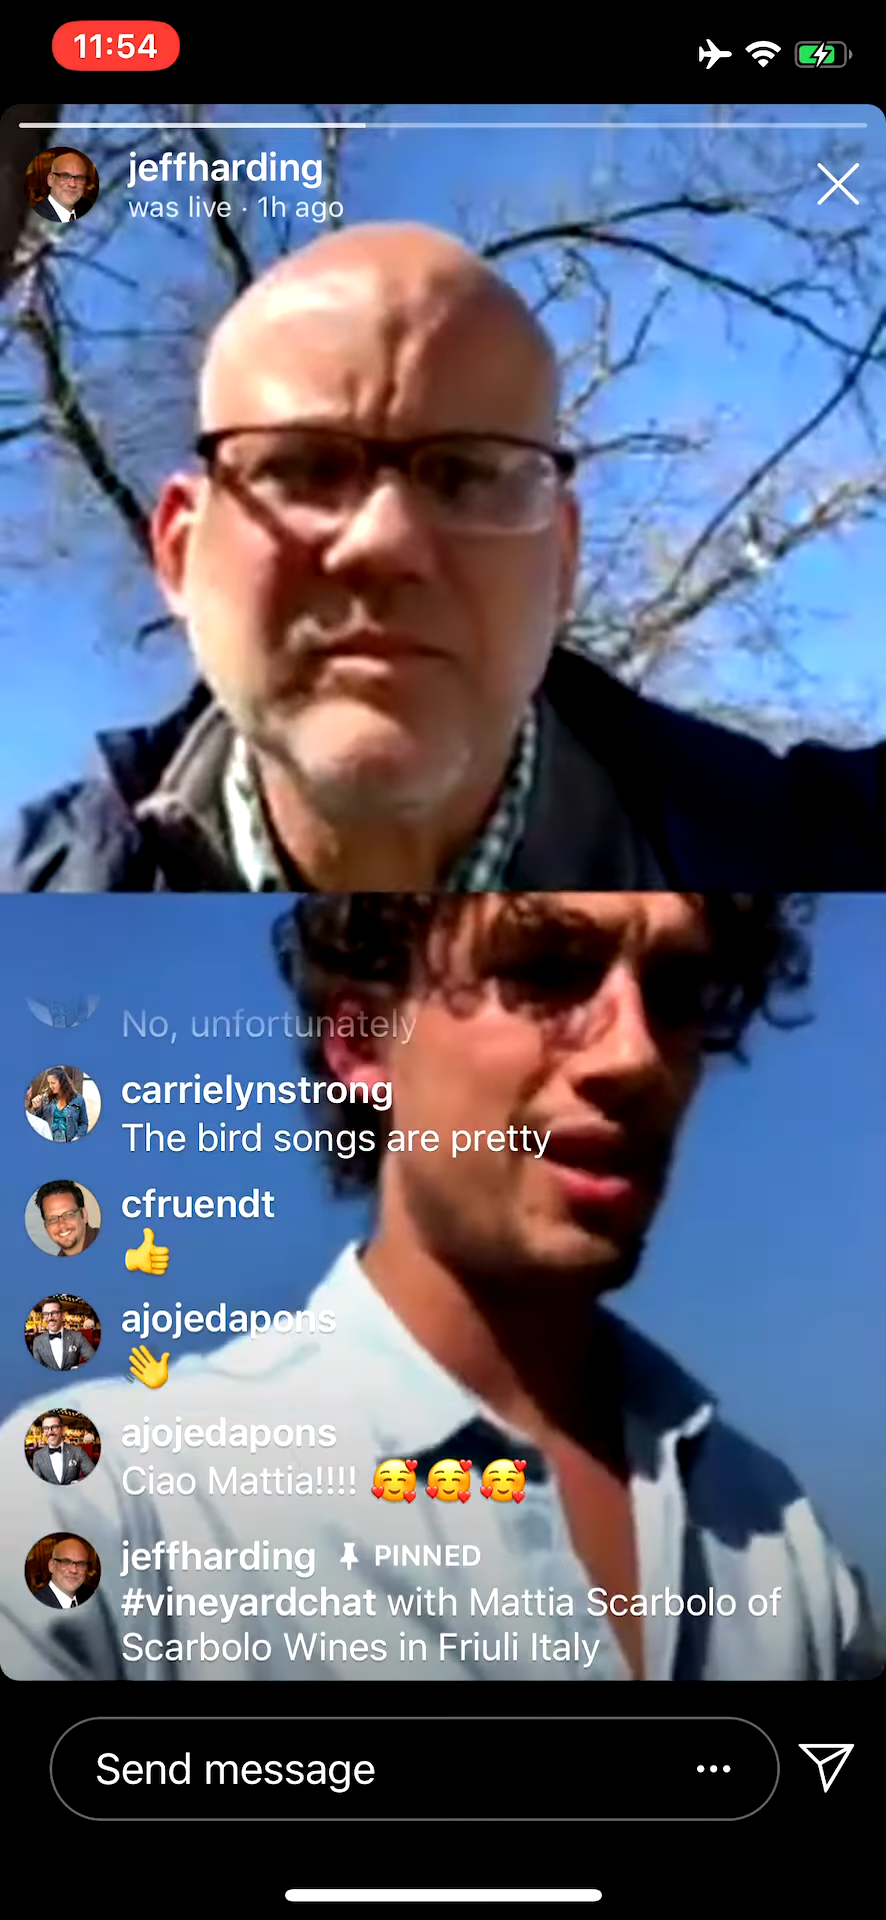 11:54
jeffharding
was live · 1h ago
No, unfortunately
carrielynstrong
The bird songs are pretty
cfruendt
👍
ajojedapons
👋
ajojedapons
Ciao Mattia!!!! 🥰🥰🥰
jeffharding PINNED
#vineyardchat with Mattia Scarbolo of
Scarbolo Wines in Friuli Italy
Send message